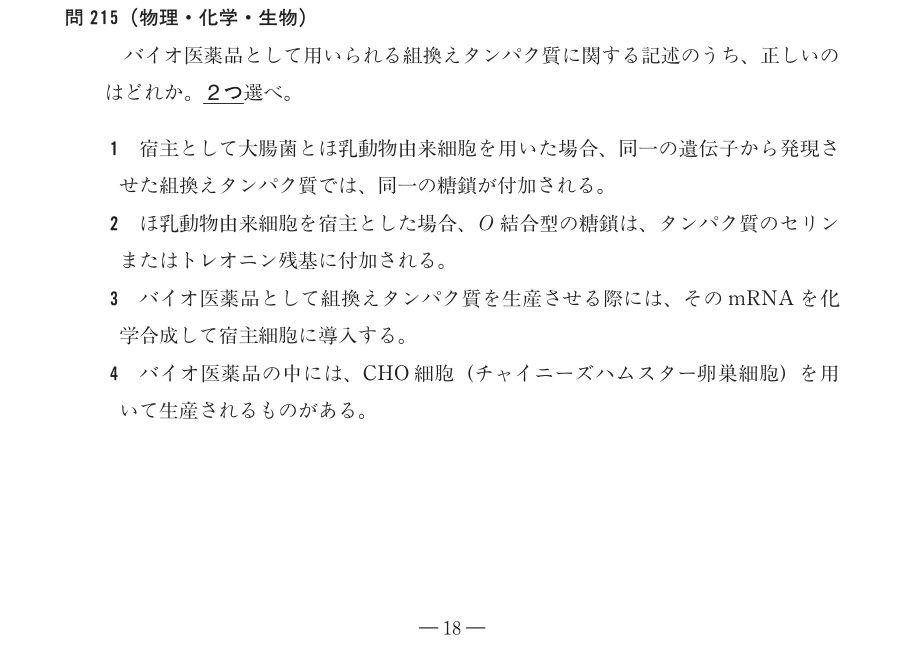 問 215（物理・化学・生物）
バイオ医薬品として用いられる組換えタンパク質に関する記述のうち、正しいの
はどれか。２つ選べ。
1　宿主として大腸菌とほ乳動物由来細胞を用いた場合、同一の遺伝子から発現さ
せた組換えタンパク質では、同一の糖鎖が付加される。
2　ほ乳動物由来細胞を宿主とした場合、O 結合型の糖鎖は、タンパク質のセリン
またはトレオニン残基に付加される。
3　バイオ医薬品として組換えタンパク質を生産させる際には、その mRNA を化
学合成して宿主細胞に導入する。
4　バイオ医薬品の中には、CHO 細胞（チャイニーズハムスター卵巣細胞）を用
いて生産されるものがある。
— 18 —